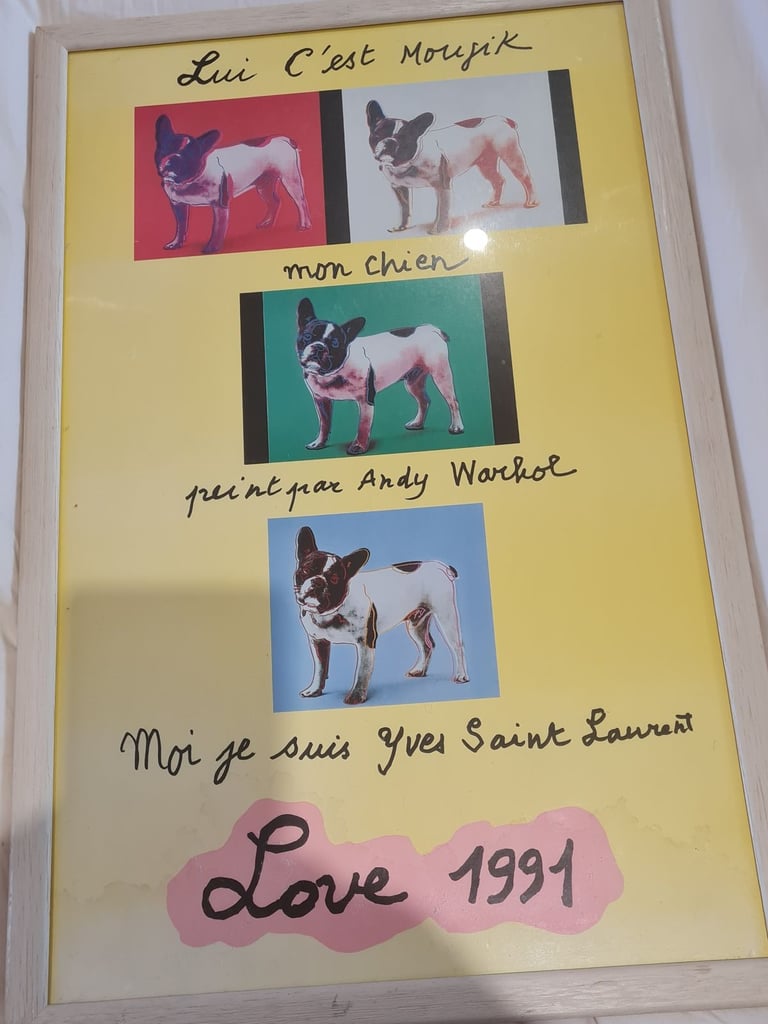 Lui C'est Moujik
mon chien
peint par Andy Warhol
Moi je suis Yves Saint Laurent
Love 1991